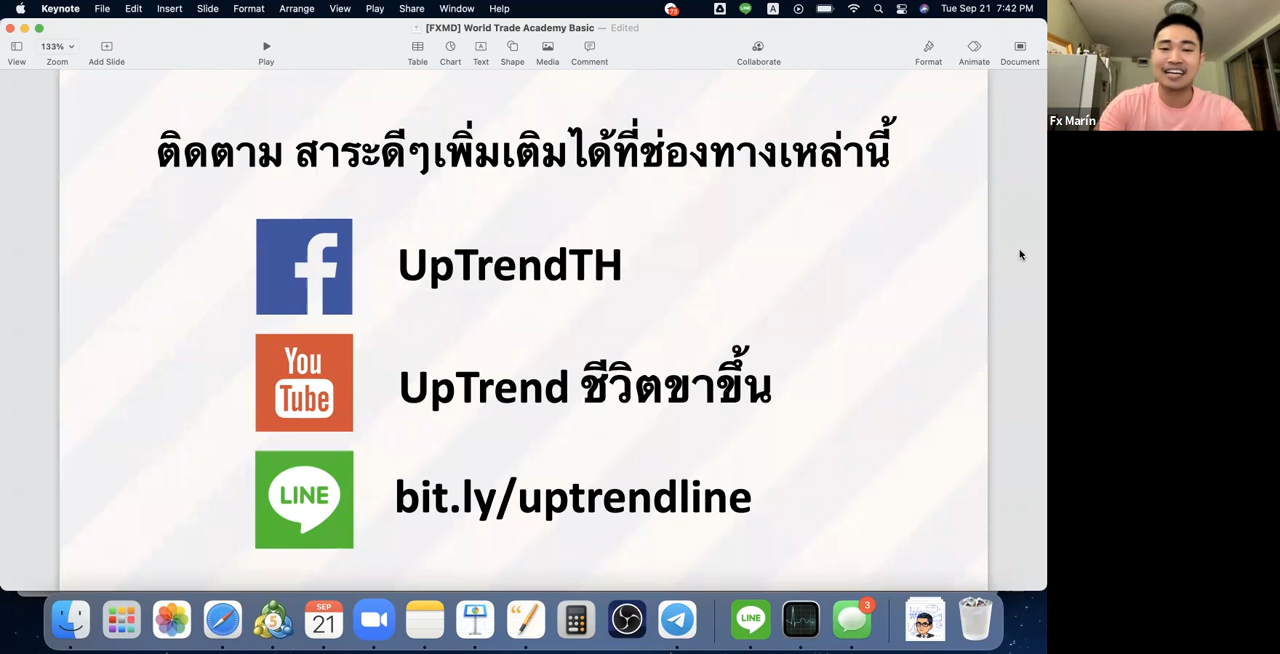 Keynote File Edit Insert Slide Format Arrange View Play Share Window Help A Tue Sep 21 7:42 PM
[FXMD] World Trade Academy Basic — Edited
133%
View Zoom Add Slide Play Table Chart Text Shape Media Comment Collaborate Format Animate Document
Fx Marín
ติดตาม สาระดีๆเพิ่มเติมได้ที่ช่องทางเหล่านี้
f
UpTrendTH
You
Tube
UpTrend ชีวิตขาขึ้น
LINE
bit.ly/uptrendline
SEP
21
5
LINE
3